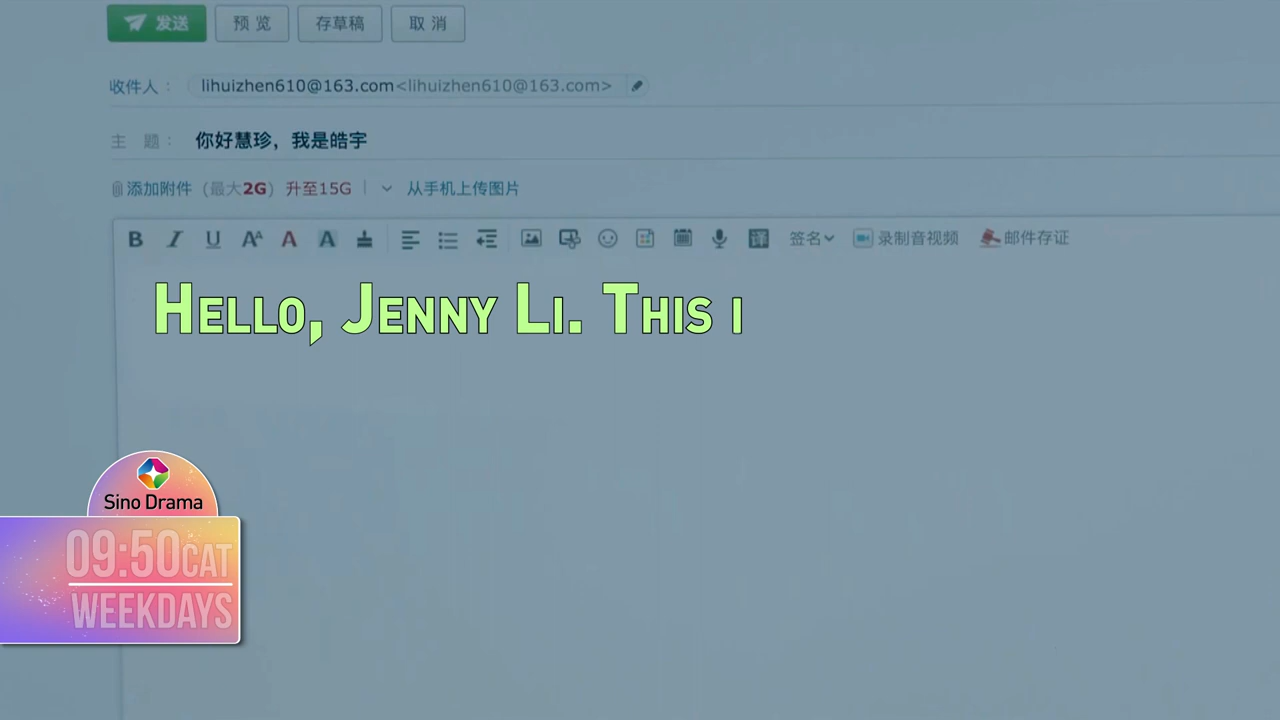 发送 预览 存草稿 取消
收件人： lihuizhen610@163.com<lihuizhen610@163.com>
主 题： 你好慧珍，我是皓宇
添加附件 (最大2G) 升至15G 从手机上传图片
B I U AA A A 译 签名 录制音视频 邮件存证
HELLO, JENNY LI. THIS I
Sino Drama
09:50CAT
WEEKDAYS